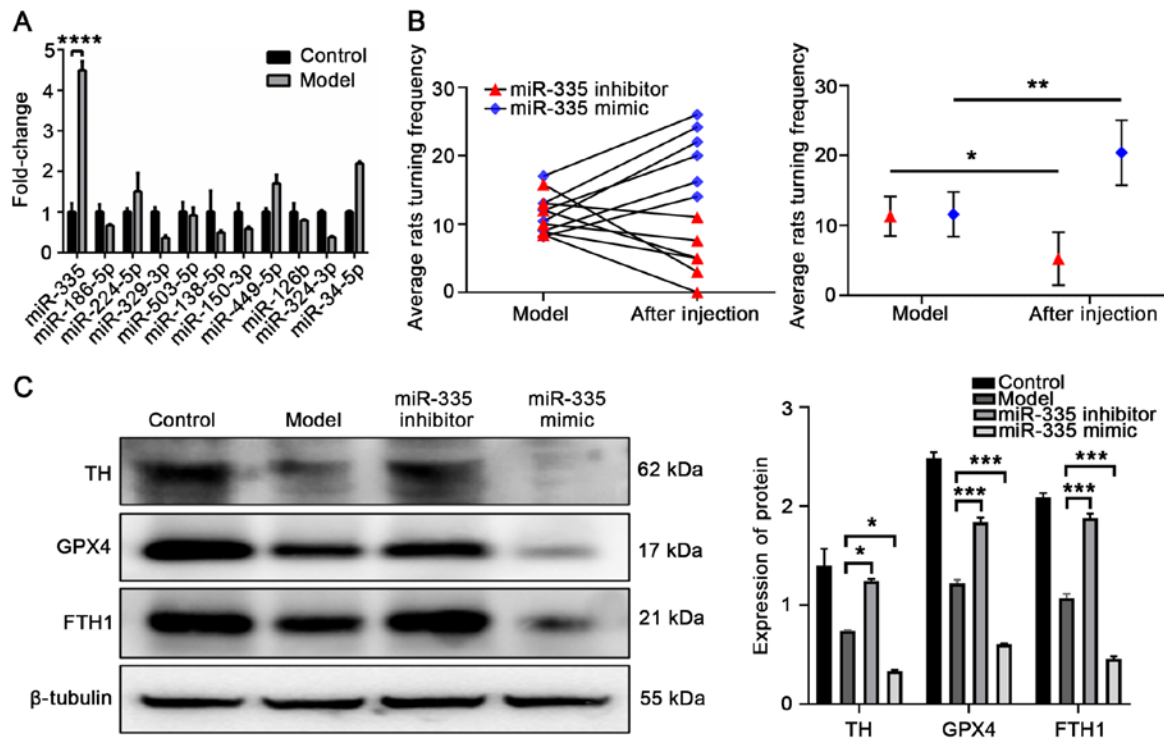 A
****
Control
Model
Fold-change
5
4
3
2
1
0
miR-335
miR-186-5p
miR-224-5p
miR-329-3p
miR-503-5p
miR-138-5p
miR-150-3p
miR-449-5p
miR-126b
miR-324-3p
miR-34-5p
B
Average rats turning frequency
30
20
10
0
miR-335 inhibitor
miR-335 mimic
Model
After injection
Average rats turning frequency
30
20
10
0
**
*
Model
After injection
C
Control
Model
miR-335
inhibitor
miR-335
mimic
TH
62 kDa
GPX4
17 kDa
FTH1
21 kDa
β-tubulin
55 kDa
Control
Model
miR-335 inhibitor
miR-335 mimic
Expression of protein
3
2
1
0
*
*
***
***
***
***
TH
GPX4
FTH1